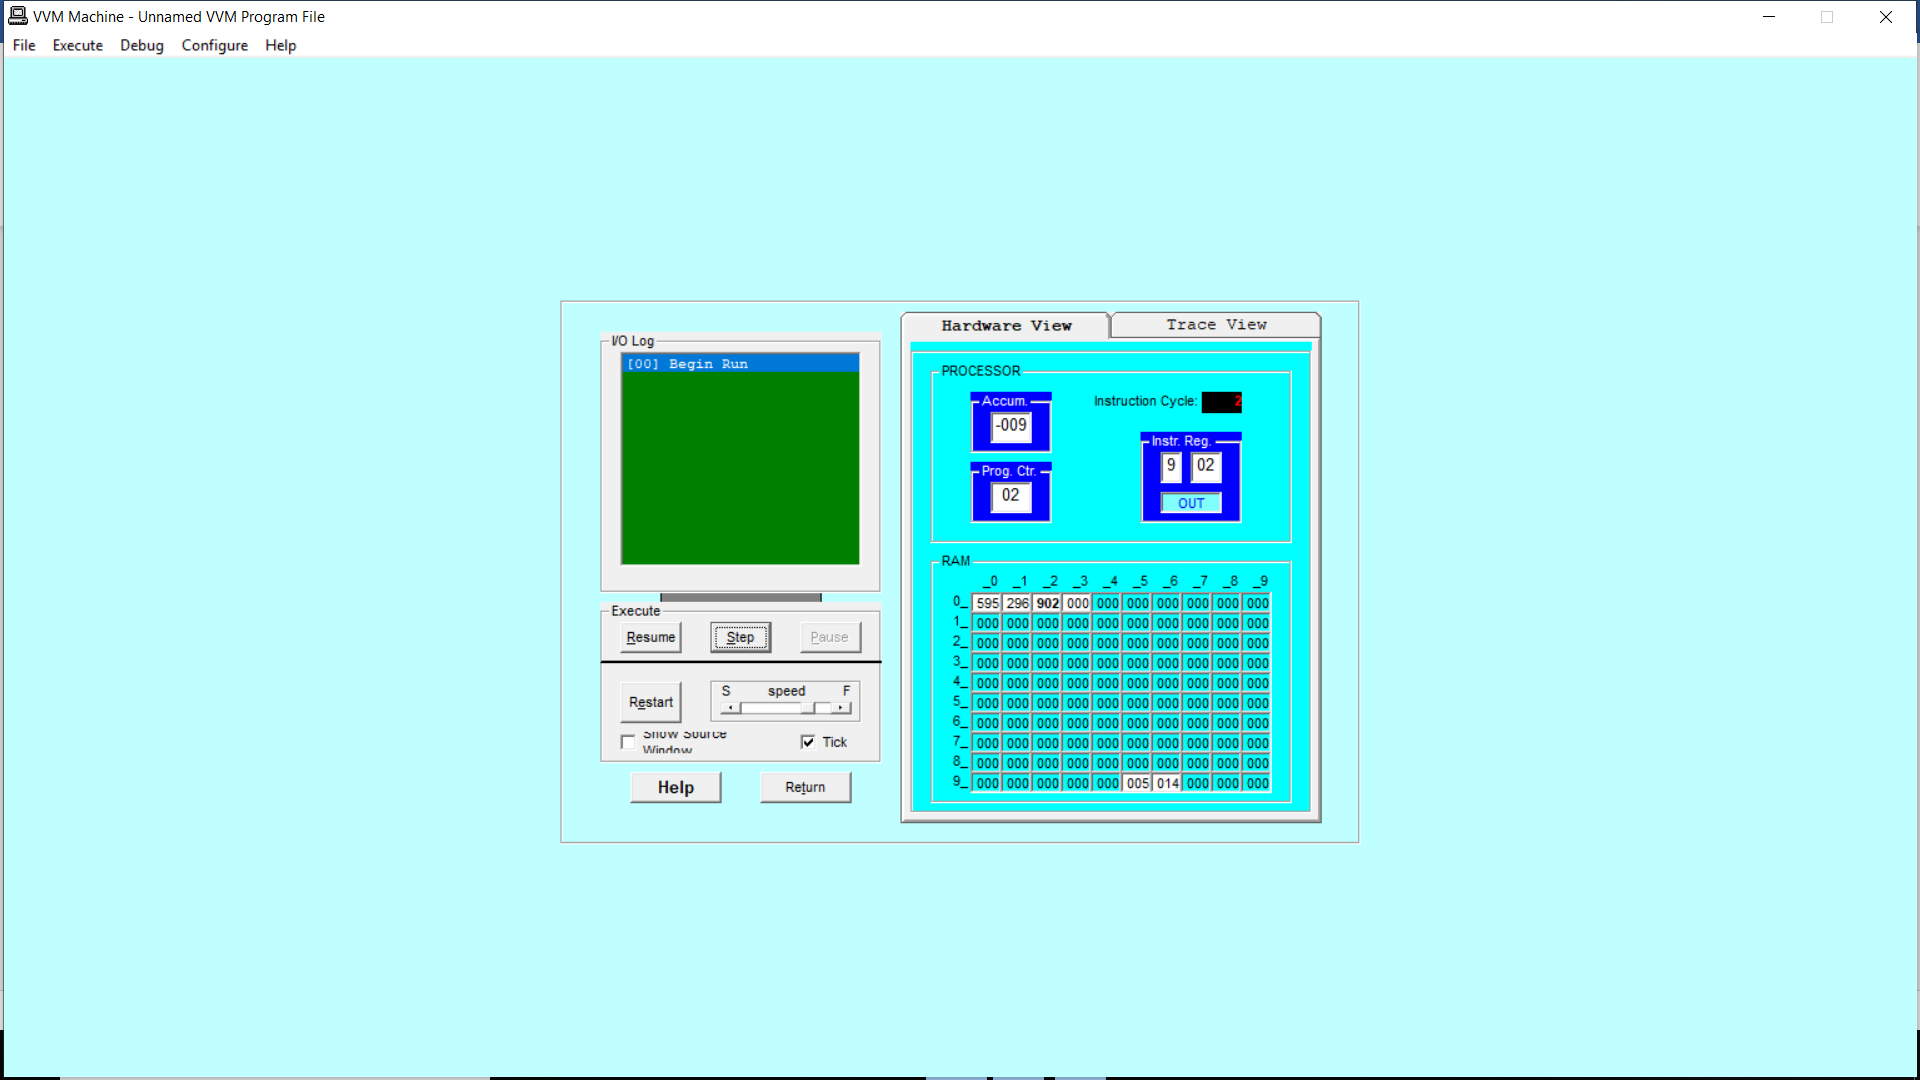 VVM Machine - Unnamed VVM Program File
File Execute Debug Configure Help
I/O Log
[00] Begin Run
Execute
Resume Step Pause
Restart
S speed F
Show Source
Window
Tick
Help Return
Hardware View Trace View
PROCESSOR
Accum.
-009
Instruction Cycle: 2
Prog. Ctr.
02
Instr. Reg.
9 02
OUT
RAM
_0 _1 _2 _3 _4 _5 _6 _7 _8 _9
0_ 595 296 902 000 000 000 000 000 000 000
1_ 000 000 000 000 000 000 000 000 000 000
2_ 000 000 000 000 000 000 000 000 000 000
3_ 000 000 000 000 000 000 000 000 000 000
4_ 000 000 000 000 000 000 000 000 000 000
5_ 000 000 000 000 000 000 000 000 000 000
6_ 000 000 000 000 000 000 000 000 000 000
7_ 000 000 000 000 000 000 000 000 000 000
8_ 000 000 000 000 000 000 000 000 000 000
9_ 000 000 000 000 000 005 014 000 000 000